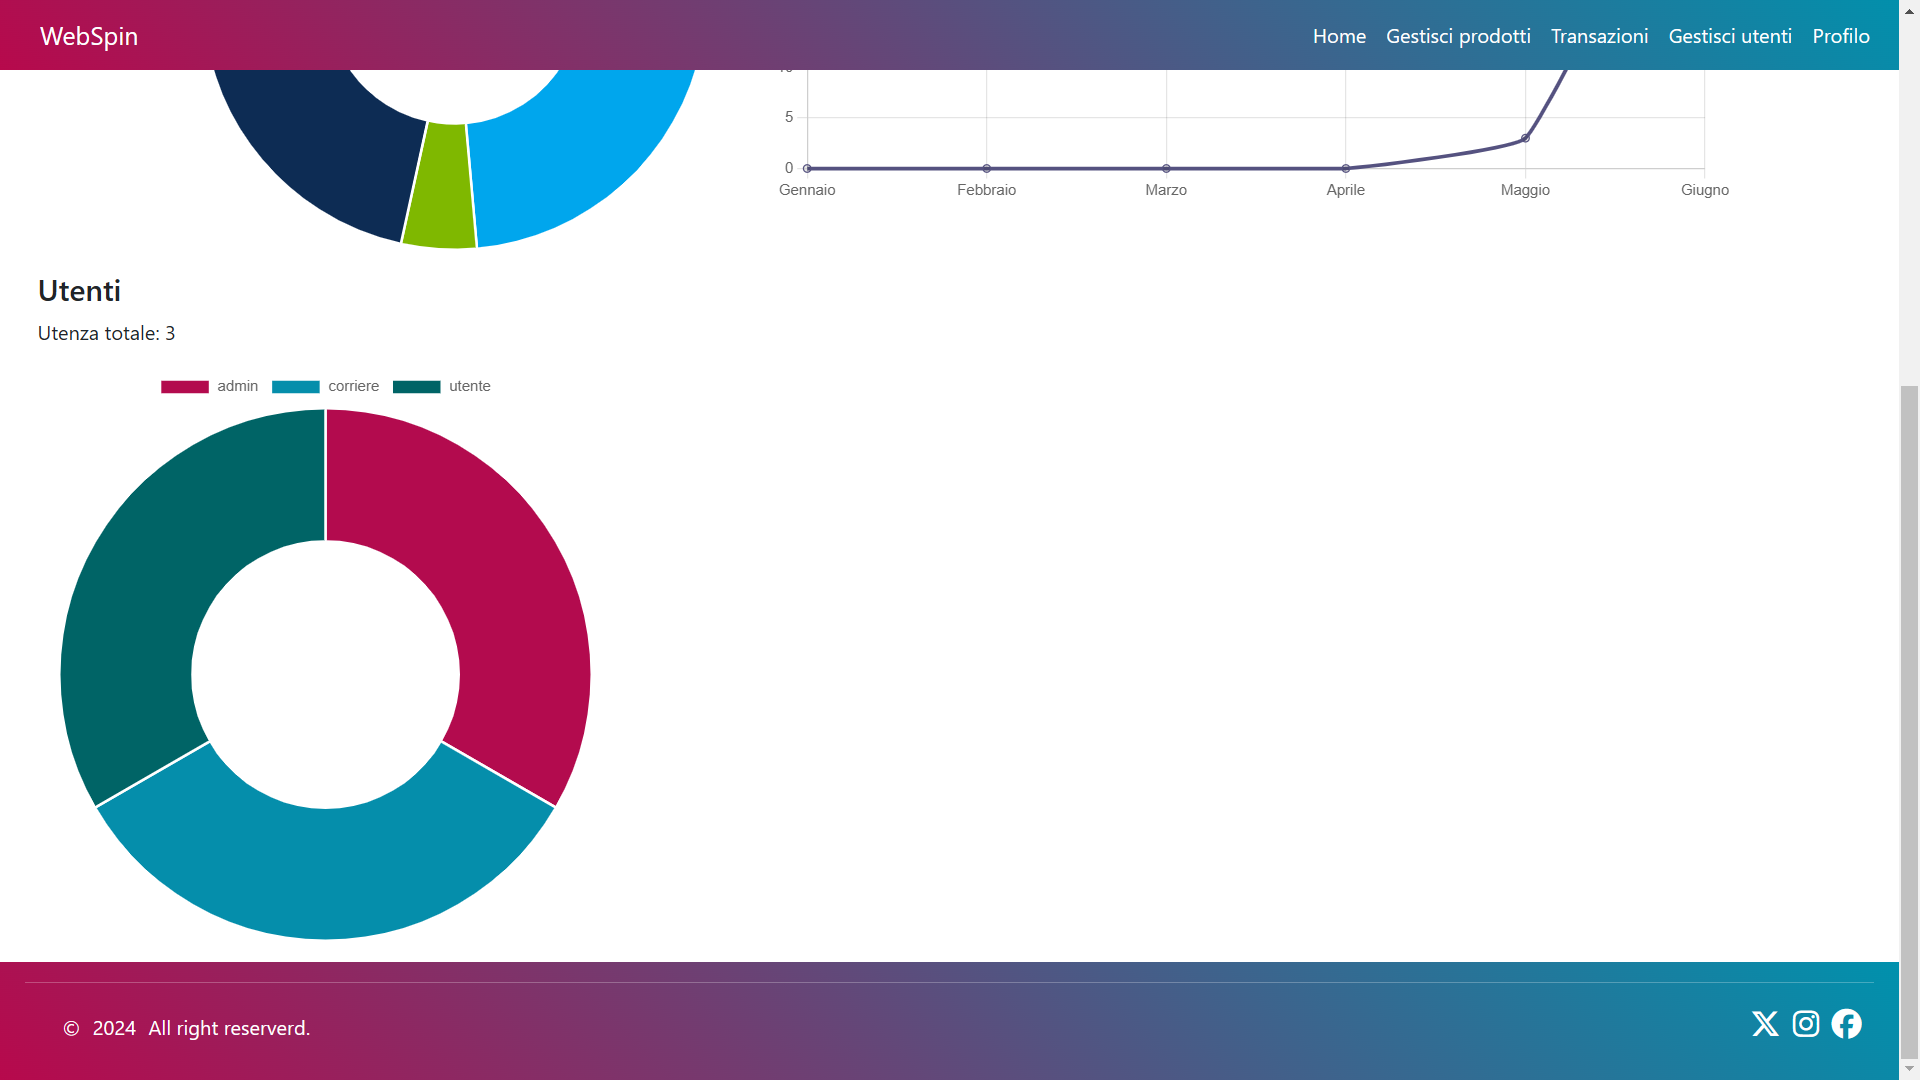 WebSpin
Home Gestisci prodotti Transazioni Gestisci utenti Profilo
5
0
Gennaio Febbraio Marzo Aprile Maggio Giugno
Utenti
Utenza totale: 3
admin corriere utente
© 2024 All right reserverd.